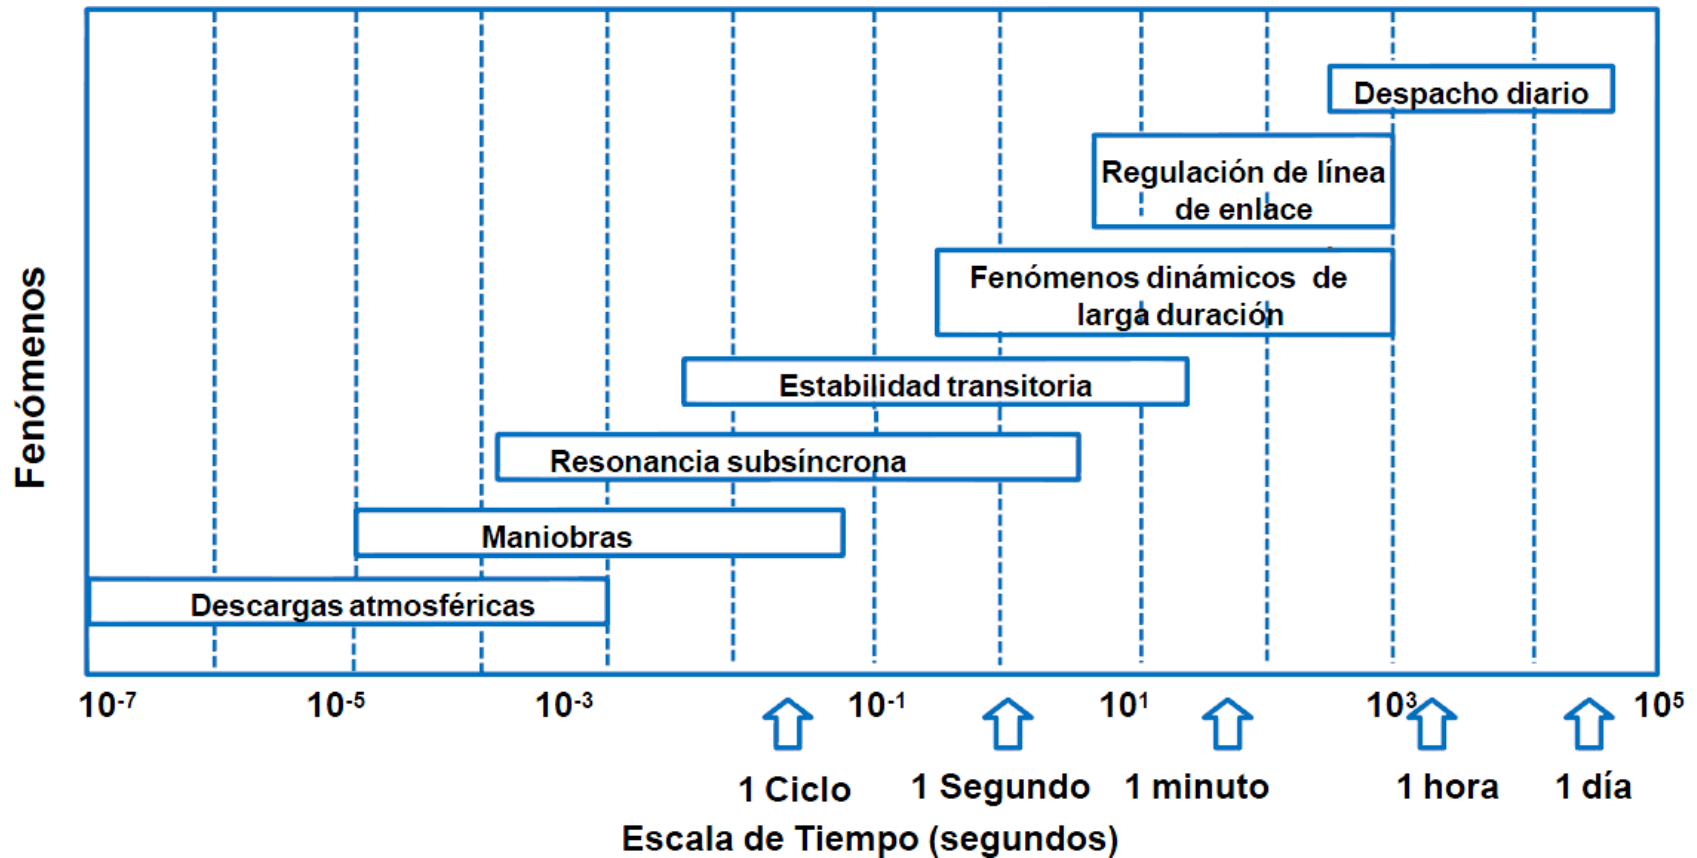 Despacho diario
Regulación de línea
de enlace
Fenómenos dinámicos de
larga duración
Estabilidad transitoria
Resonancia subsíncrona
Maniobras
Descargas atmosféricas
Fenómenos
10⁻⁷ 10⁻⁵ 10⁻³ 10⁻¹ 10¹ 10³ 10⁵
1 Ciclo 1 Segundo 1 minuto 1 hora 1 día
Escala de Tiempo (segundos)